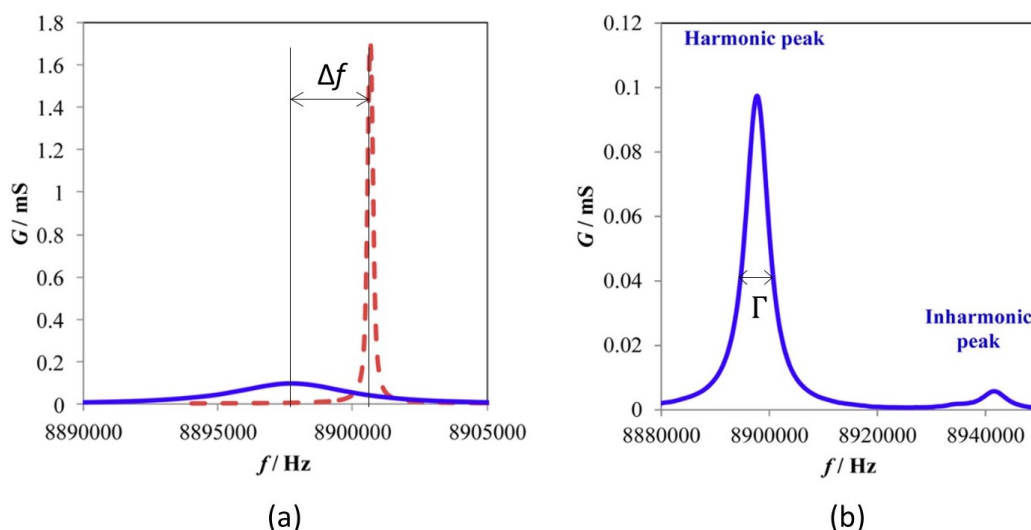 1.8
1.6
1.4
1.2
1
0.8
0.6
0.4
0.2
0
G / mS
Δf
8890000 8895000 8900000 8905000
f / Hz
(a)
0.12
0.1
0.08
0.06
0.04
0.02
0
G / mS
Harmonic peak
Γ
Inharmonic
peak
8880000 8900000 8920000 8940000
f / Hz
(b)